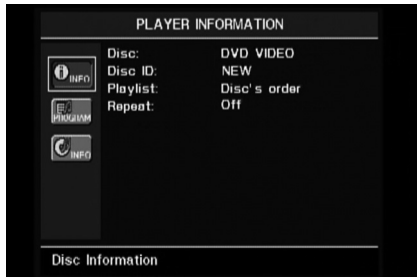 PLAYER INFORMATION
Disc: DVD VIDEO
Disc ID: NEW
Playlist: Disc's order
Repeat: Off
INFO
PROGRAM
INFO
Disc Information